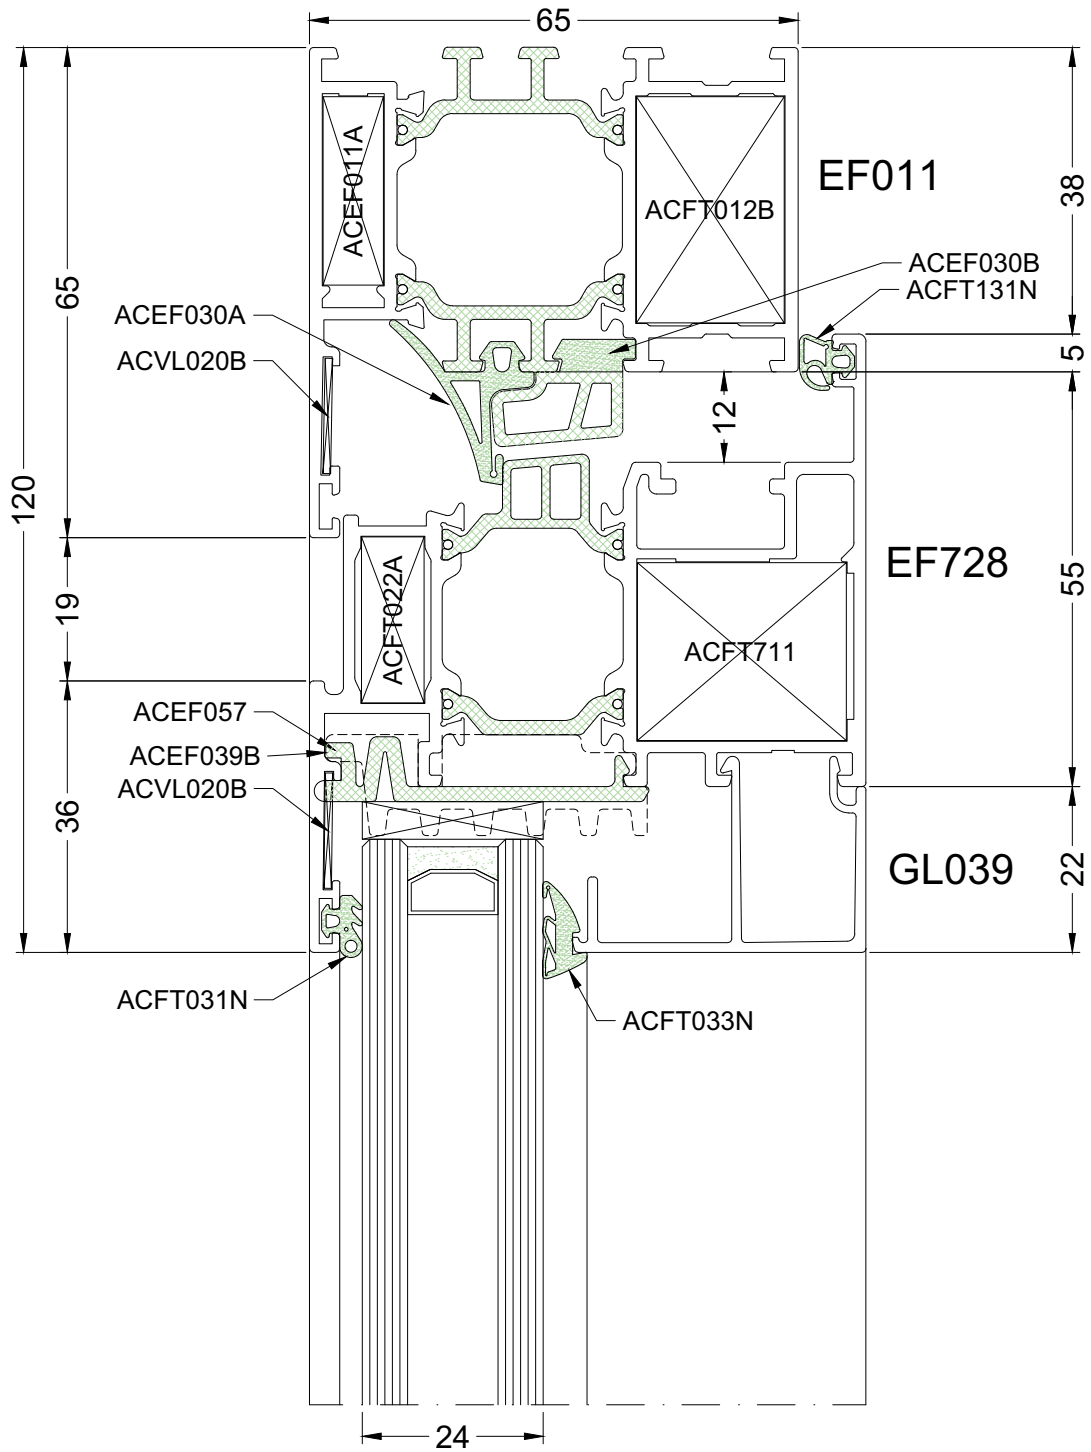 65
ACEF011A
ACFT012B
EF011
38
ACEF030B
ACFT131N
65
ACEF030A
ACVL020B
5
12
120
EF728
55
19
ACFT022A
ACFT711
ACEF057
ACEF039B
ACVL020B
36
GL039
22
ACFT031N
ACFT033N
24